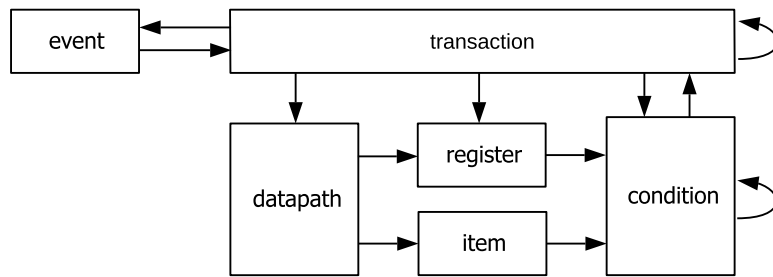 event
transaction
register
datapath
condition
item